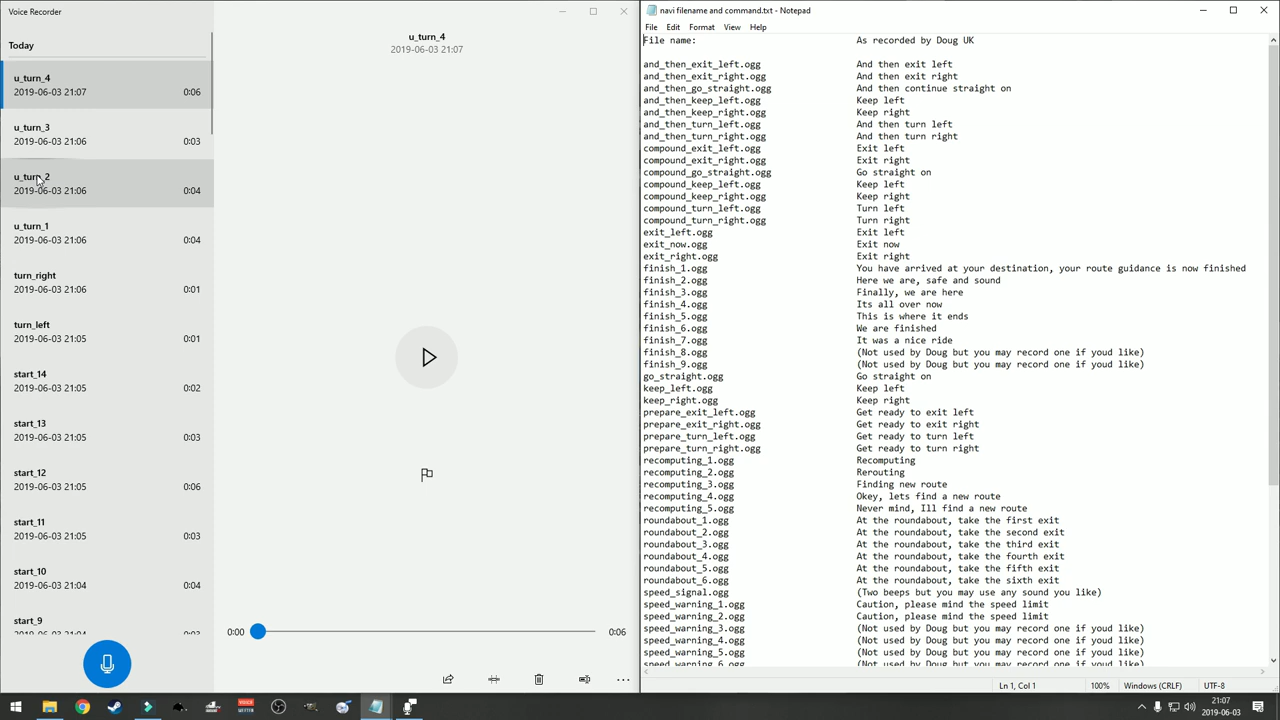 Voice Recorder
Today
u_turn_4
2019-06-03 21:07 0:06
u_turn_3
2019-06-03 21:06 0:03
u_turn_2
2019-06-03 21:06 0:04
u_turn_1
2019-06-03 21:06 0:04
turn_right
2019-06-03 21:06 0:01
turn_left
2019-06-03 21:06 0:01
start_14
2019-06-03 21:05 0:02
start_13
2019-06-03 21:05 0:03
start_12
2019-06-03 21:05 0:06
start_11
2019-06-03 21:05 0:03
start_10
2019-06-03 21:04 0:04
start_9
2019-06-03 21:04 0:03
u_turn_4
2019-06-03 21:07
0:00 0:06
navi filename and command.txt - Notepad
File Edit Format View Help
File name: As recorded by Doug UK
and_then_exit_left.ogg And then exit left
and_then_exit_right.ogg And then exit right
and_then_go_straight.ogg And then continue straight on
and_then_keep_left.ogg Keep left
and_then_keep_right.ogg Keep right
and_then_turn_left.ogg And then turn left
and_then_turn_right.ogg And then turn right
compound_exit_left.ogg Exit left
compound_exit_right.ogg Exit right
compound_go_straight.ogg Go straight on
compound_keep_left.ogg Keep left
compound_keep_right.ogg Keep right
compound_turn_left.ogg Turn left
compound_turn_right.ogg Turn right
exit_left.ogg Exit left
exit_now.ogg Exit now
exit_right.ogg Exit right
finish_1.ogg You have arrived at your destination, your route guidance is now finished
finish_2.ogg Here we are, safe and sound
finish_3.ogg Finally, we are here
finish_4.ogg Its all over now
finish_5.ogg This is where it ends
finish_6.ogg We are finished
finish_7.ogg It was a nice ride
finish_8.ogg (Not used by Doug but you may record one if youd like)
finish_9.ogg (Not used by Doug but you may record one if youd like)
go_straight.ogg Go straight on
keep_left.ogg Keep left
keep_right.ogg Keep right
prepare_exit_left.ogg Get ready to exit left
prepare_exit_right.ogg Get ready to exit right
prepare_turn_left.ogg Get ready to turn left
prepare_turn_right.ogg Get ready to turn right
recomputing_1.ogg Recomputing
recomputing_2.ogg Rerouting
recomputing_3.ogg Finding new route
recomputing_4.ogg Okey, lets find a new route
recomputing_5.ogg Never mind, Ill find a new route
roundabout_1.ogg At the roundabout, take the first exit
roundabout_2.ogg At the roundabout, take the second exit
roundabout_3.ogg At the roundabout, take the third exit
roundabout_4.ogg At the roundabout, take the fourth exit
roundabout_5.ogg At the roundabout, take the fifth exit
roundabout_6.ogg At the roundabout, take the sixth exit
speed_signal.ogg (Two beeps but you may use any sound you like)
speed_warning_1.ogg Caution, please mind the speed limit
speed_warning_2.ogg Caution, please mind the speed limit
speed_warning_3.ogg (Not used by Doug but you may record one if youd like)
speed_warning_4.ogg (Not used by Doug but you may record one if youd like)
speed_warning_5.ogg (Not used by Doug but you may record one if youd like)
speed_warning_6.ogg (Not used by Doug but you may record one if youd like)
Ln 1, Col 1 100% Windows (CRLF) UTF-8
21:07
2019-06-03